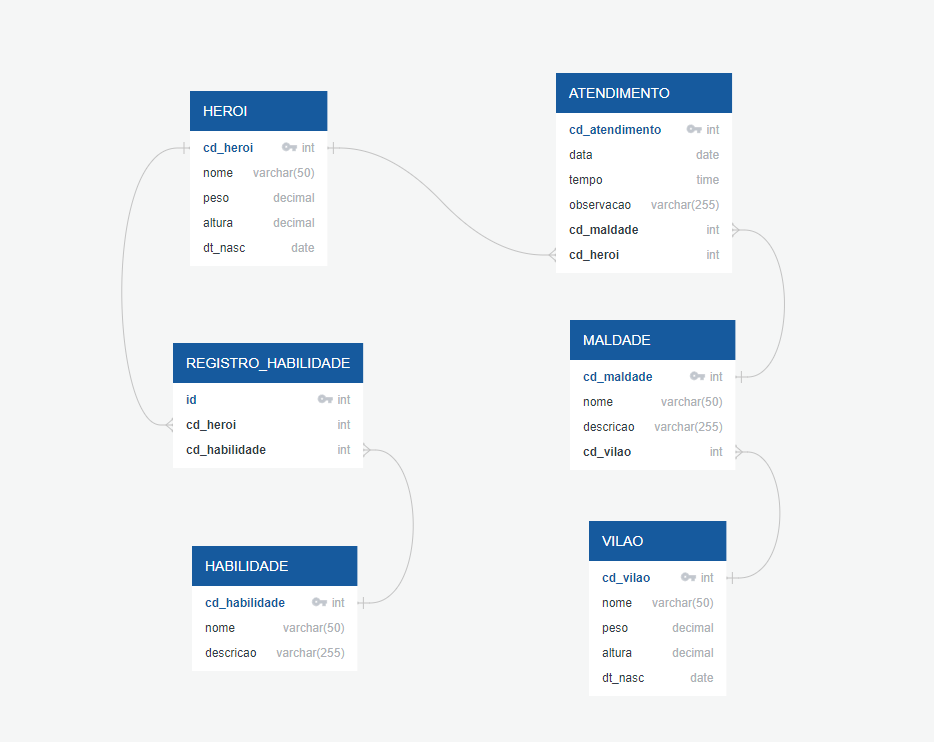 HEROI
cd_heroi int
nome varchar(50)
peso decimal
altura decimal
dt_nasc date
ATENDIMENTO
cd_atendimento int
data date
tempo time
observacao varchar(255)
cd_maldade int
cd_heroi int
REGISTRO_HABILIDADE
id int
cd_heroi int
cd_habilidade int
MALDADE
cd_maldade int
nome varchar(50)
descricao varchar(255)
cd_vilao int
HABILIDADE
cd_habilidade int
nome varchar(50)
descricao varchar(255)
VILAO
cd_vilao int
nome varchar(50)
peso decimal
altura decimal
dt_nasc date